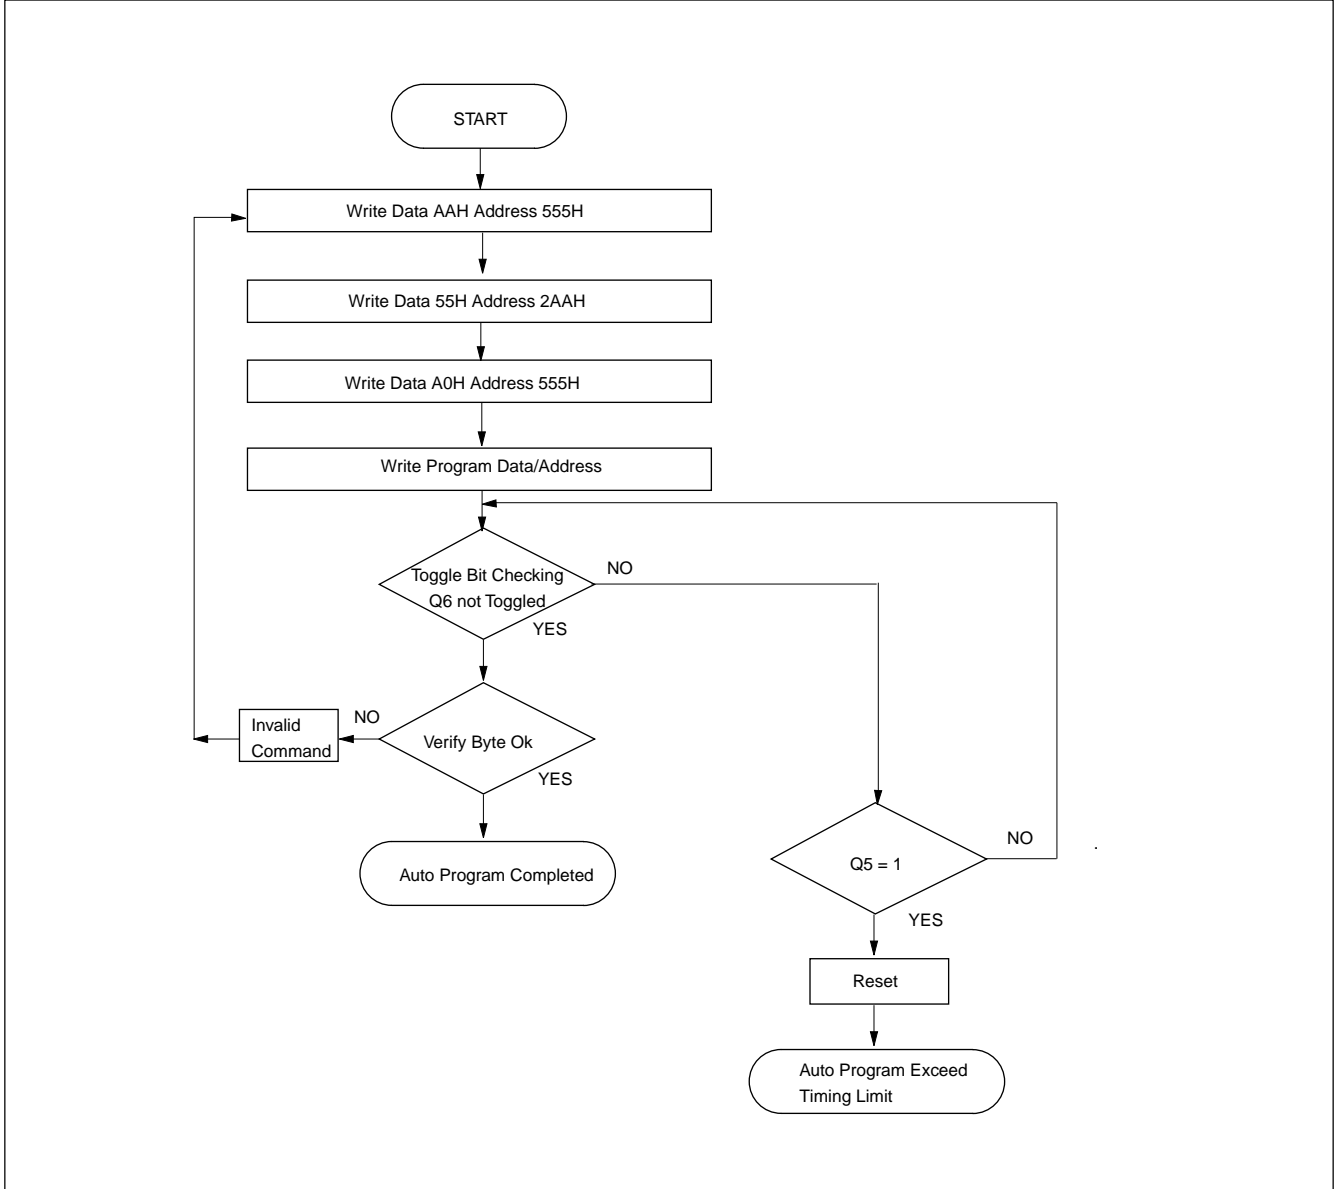 START
Write Data AAH Address 555H
Write Data 55H Address 2AAH
Write Data A0H Address 555H
Write Program Data/Address
Toggle Bit Checking
Q6 not Toggled
NO
YES
Invalid
Command
NO
Verify Byte Ok
YES
Auto Program Completed
Q5 = 1
NO
YES
Reset
Auto Program Exceed
Timing Limit